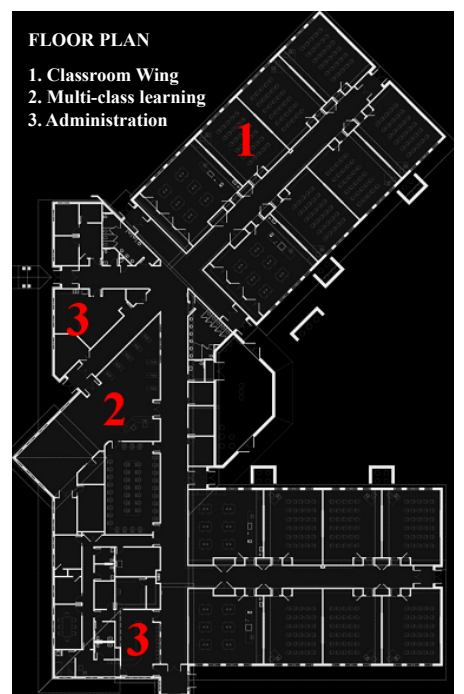 FLOOR PLAN
1. Classroom Wing
2. Multi-class learning
3. Administration
1
3
2
3